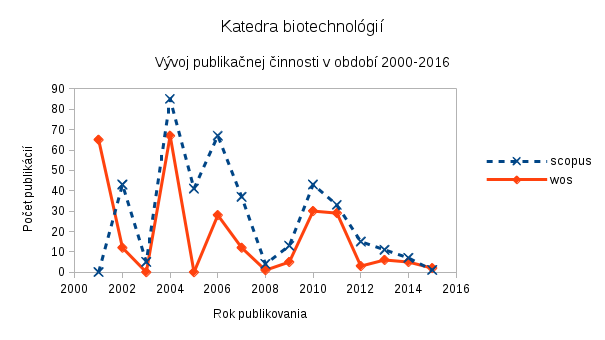 Katedra biotechnológií
Vývoj publikačnej činnosti v období 2000-2016
Počet publikácií
90
80
70
60
50
40
30
20
10
0
2000 2002 2004 2006 2008 2010 2012 2014 2016
Rok publikovania
scopus
wos